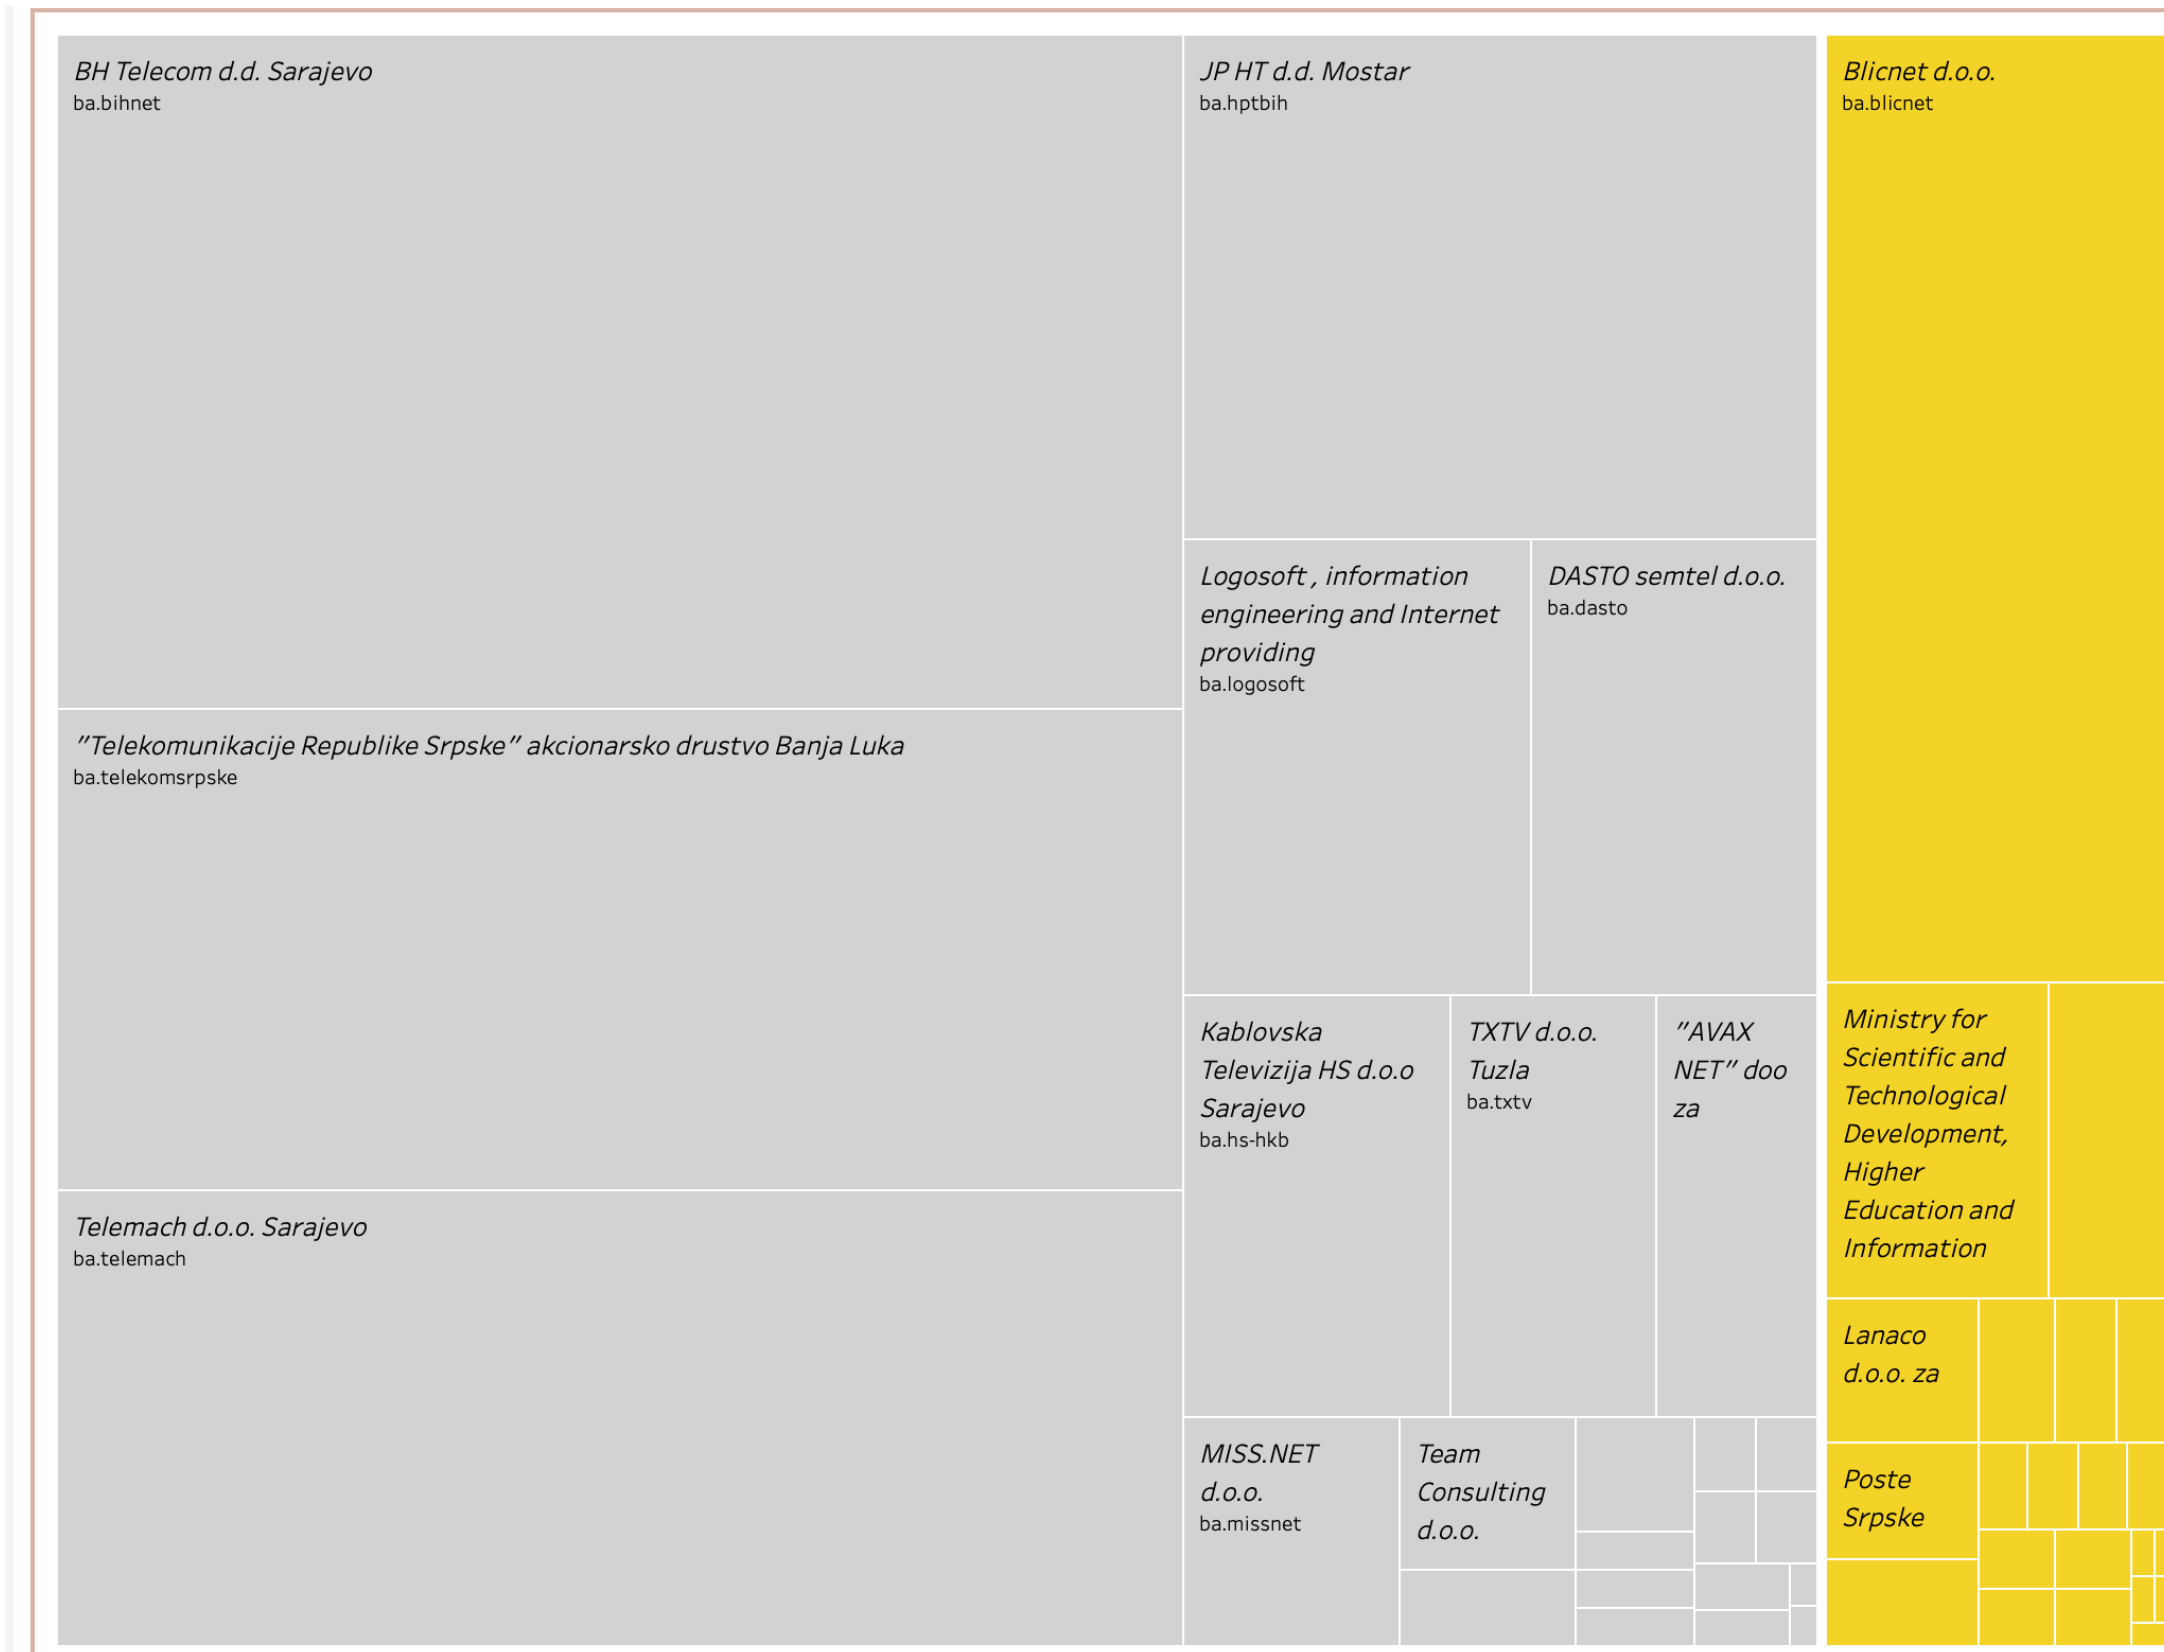 BH Telecom d.d. Sarajevo
ba.bihnet
"Telekomunikacije Republike Srpske" akcionarsko drustvo Banja Luka
ba.telekomsrpske
Telemach d.o.o. Sarajevo
ba.telemach
JP HT d.d. Mostar
ba.hptbih
Logosoft , information
engineering and Internet
providing
ba.logosoft
DASTO semtel d.o.o.
ba.dasto
Kablovska
Televizija HS d.o.o
Sarajevo
ba.hs-hkb
TXTV d.o.o.
Tuzla
ba.txtv
"AVAX
NET" doo
za
MISS.NET
d.o.o.
ba.missnet
Team
Consulting
d.o.o.
Blicnet d.o.o.
ba.blicnet
Ministry for
Scientific and
Technological
Development,
Higher
Education and
Information
Lanaco
d.o.o. za
Poste
Srpske